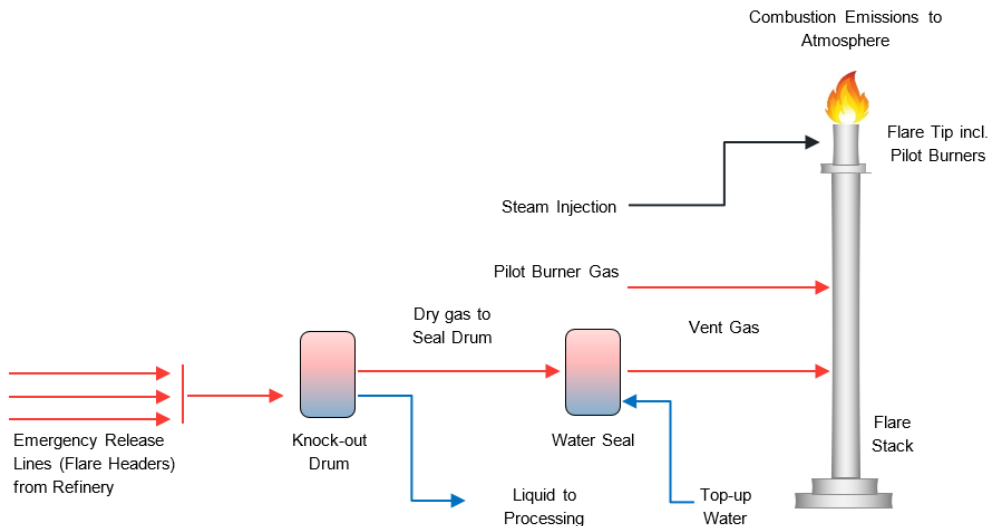 Combustion Emissions to
Atmosphere
Flare Tip incl.
Pilot Burners
Steam Injection
Pilot Burner Gas
Dry gas to
Seal Drum
Vent Gas
Emergency Release
Lines (Flare Headers)
from Refinery
Knock-out
Drum
Water Seal
Flare
Stack
Liquid to
Processing
Top-up
Water